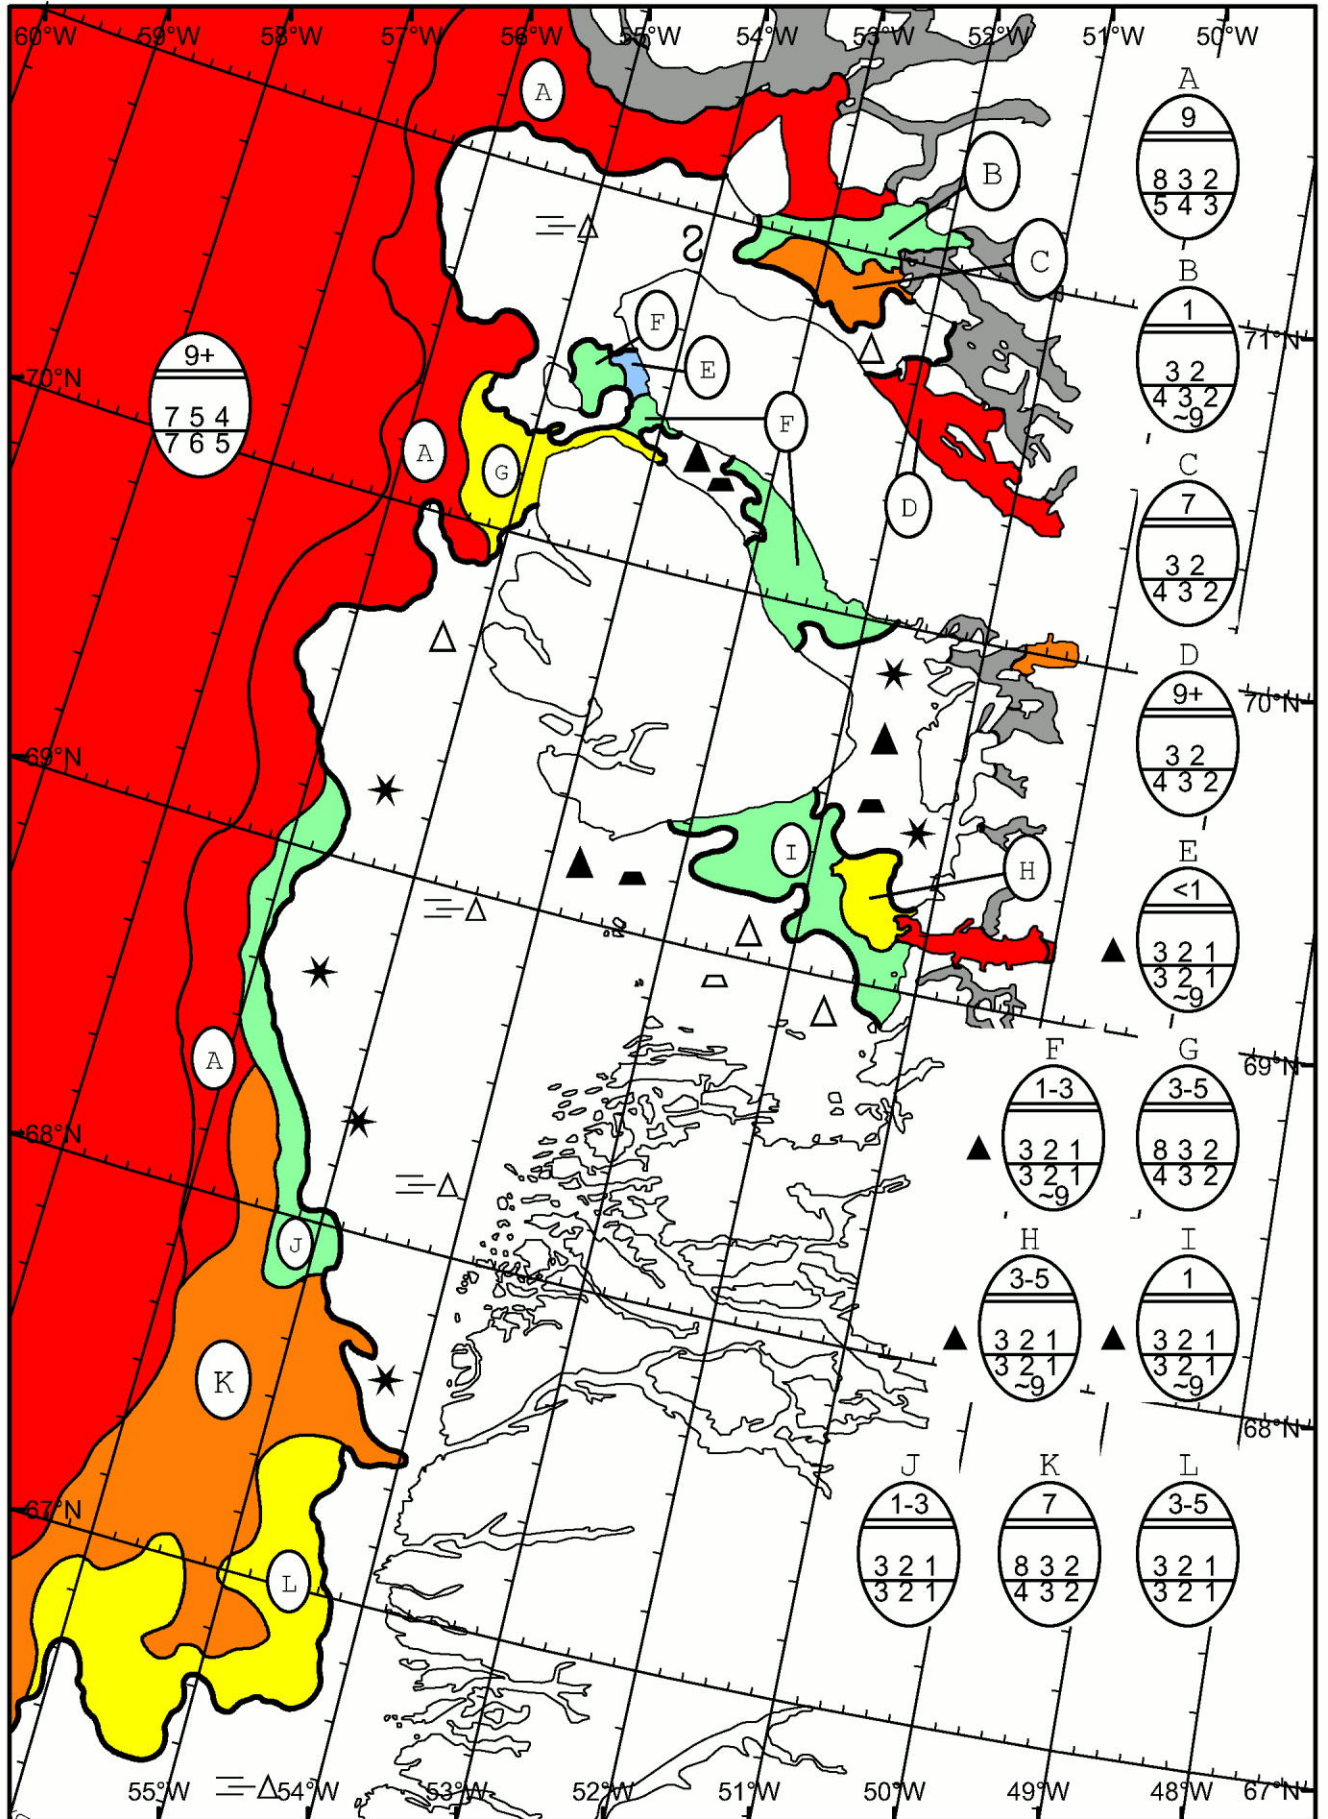 60°W 59°W 58°W 57°W 56°W 55°W 54°W 53°W 52°W 51°W 50°W
A
A
9
8 3 2
5 4 3
B
C
B
1
3 2
4 3 2
~9
71°N
F
E
70°N
9+
7 5 4
7 6 5
A
G
F
D
C
7
3 2
4 3 2
D
9+
3 2
4 3 2
70°N
69°N
I
H
E
<1
3 2 1
3 2 1
~9
A
69°N
F
1-3
3 2 1
3 2 1
~9
G
3-5
8 3 2
4 3 2
68°N
J
H
3-5
3 2 1
3 2 1
~9
I
1
3 2 1
3 2 1
~9
K
68°N
67°N
L
J
1-3
3 2 1
3 2 1
K
7
8 3 2
4 3 2
L
3-5
3 2 1
3 2 1
55°W 54°W 53°W 52°W 51°W 50°W 49°W 48°W 67°N